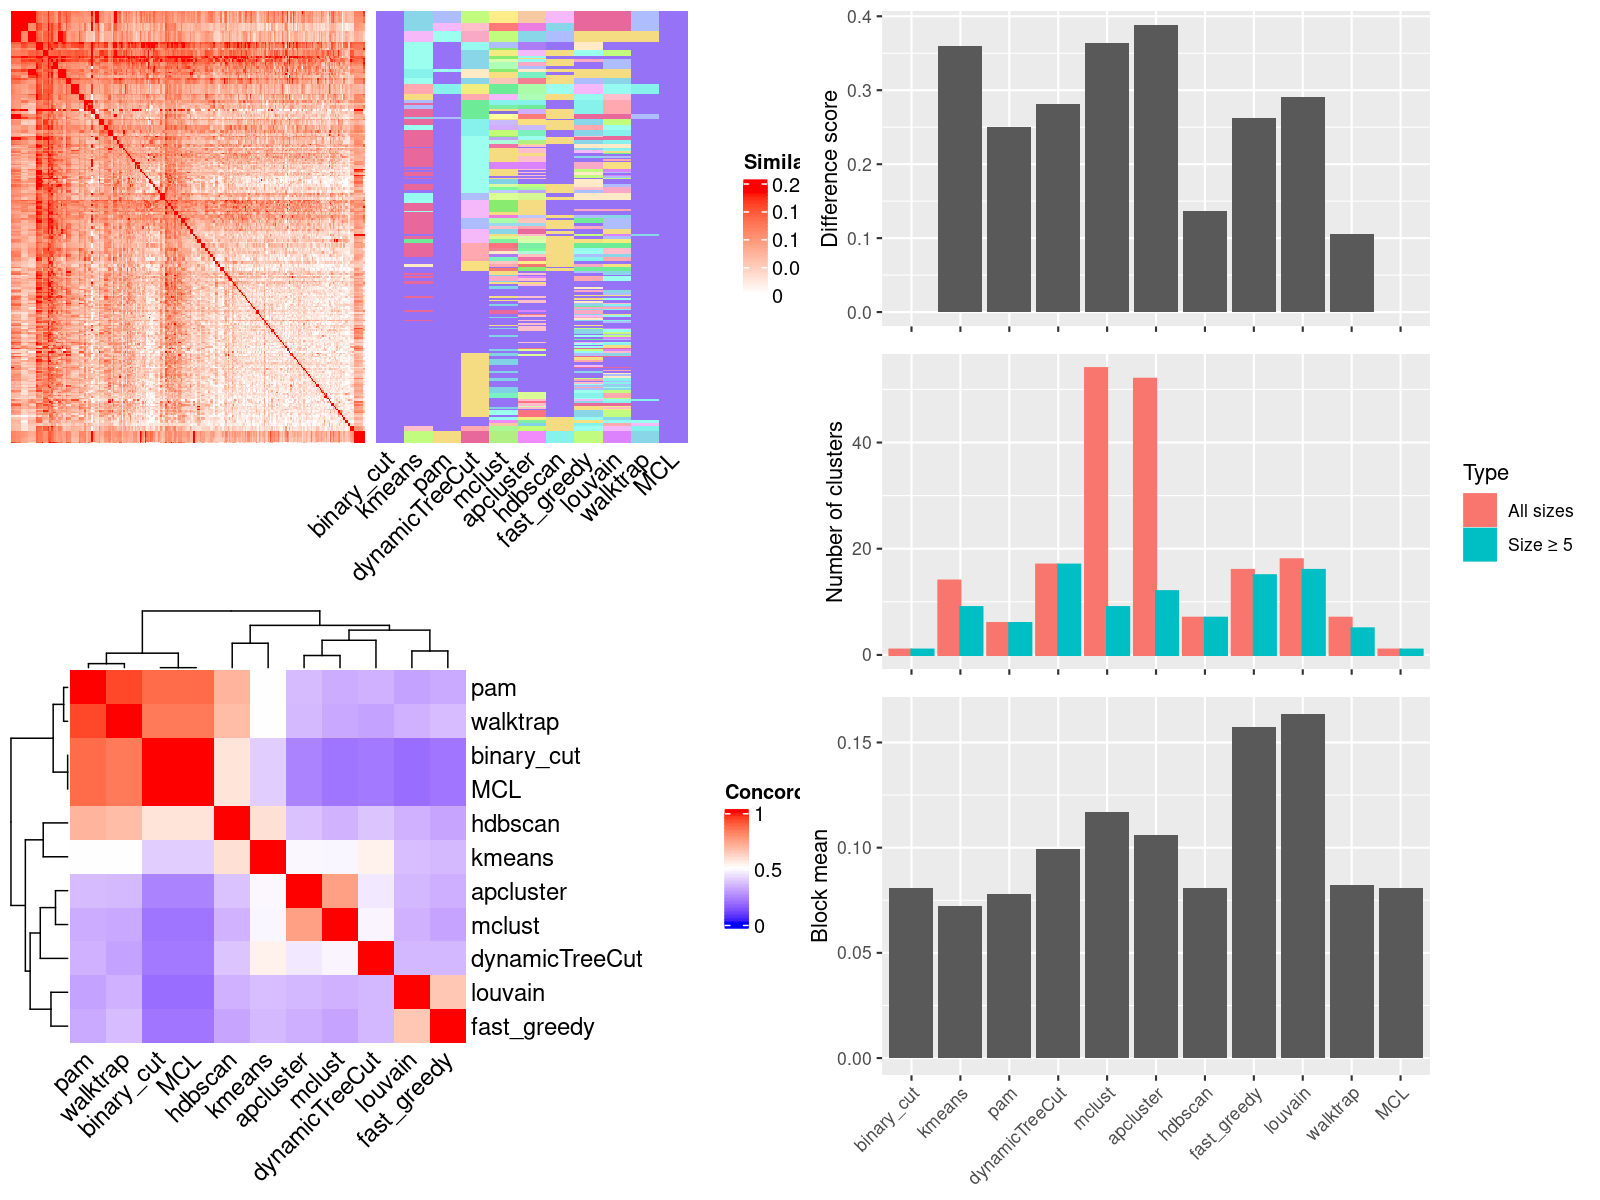 Simila
0.2
0.1
0.1
0.0
0
binary_cut
kmeans
pam
dynamicTreeCut
mclust
apcluster
hdbscan
fast_greedy
louvain
walktrap
MCL
pam
walktrap
binary_cut
MCL
hdbscan
kmeans
apcluster
mclust
dynamicTreeCut
louvain
fast_greedy
pam
walktrap
binary_cut
MCL
hdbscan
kmeans
apcluster
mclust
dynamicTreeCut
louvain
fast_greedy
Concord
1
0.5
0
Difference score
0.4
0.3
0.2
0.1
0.0
Number of clusters
40
20
0
Type
All sizes
Size ≥ 5
Block mean
0.15
0.10
0.05
0.00
binary_cut
kmeans
pam
dynamicTreeCut
mclust
apcluster
hdbscan
fast_greedy
louvain
walktrap
MCL